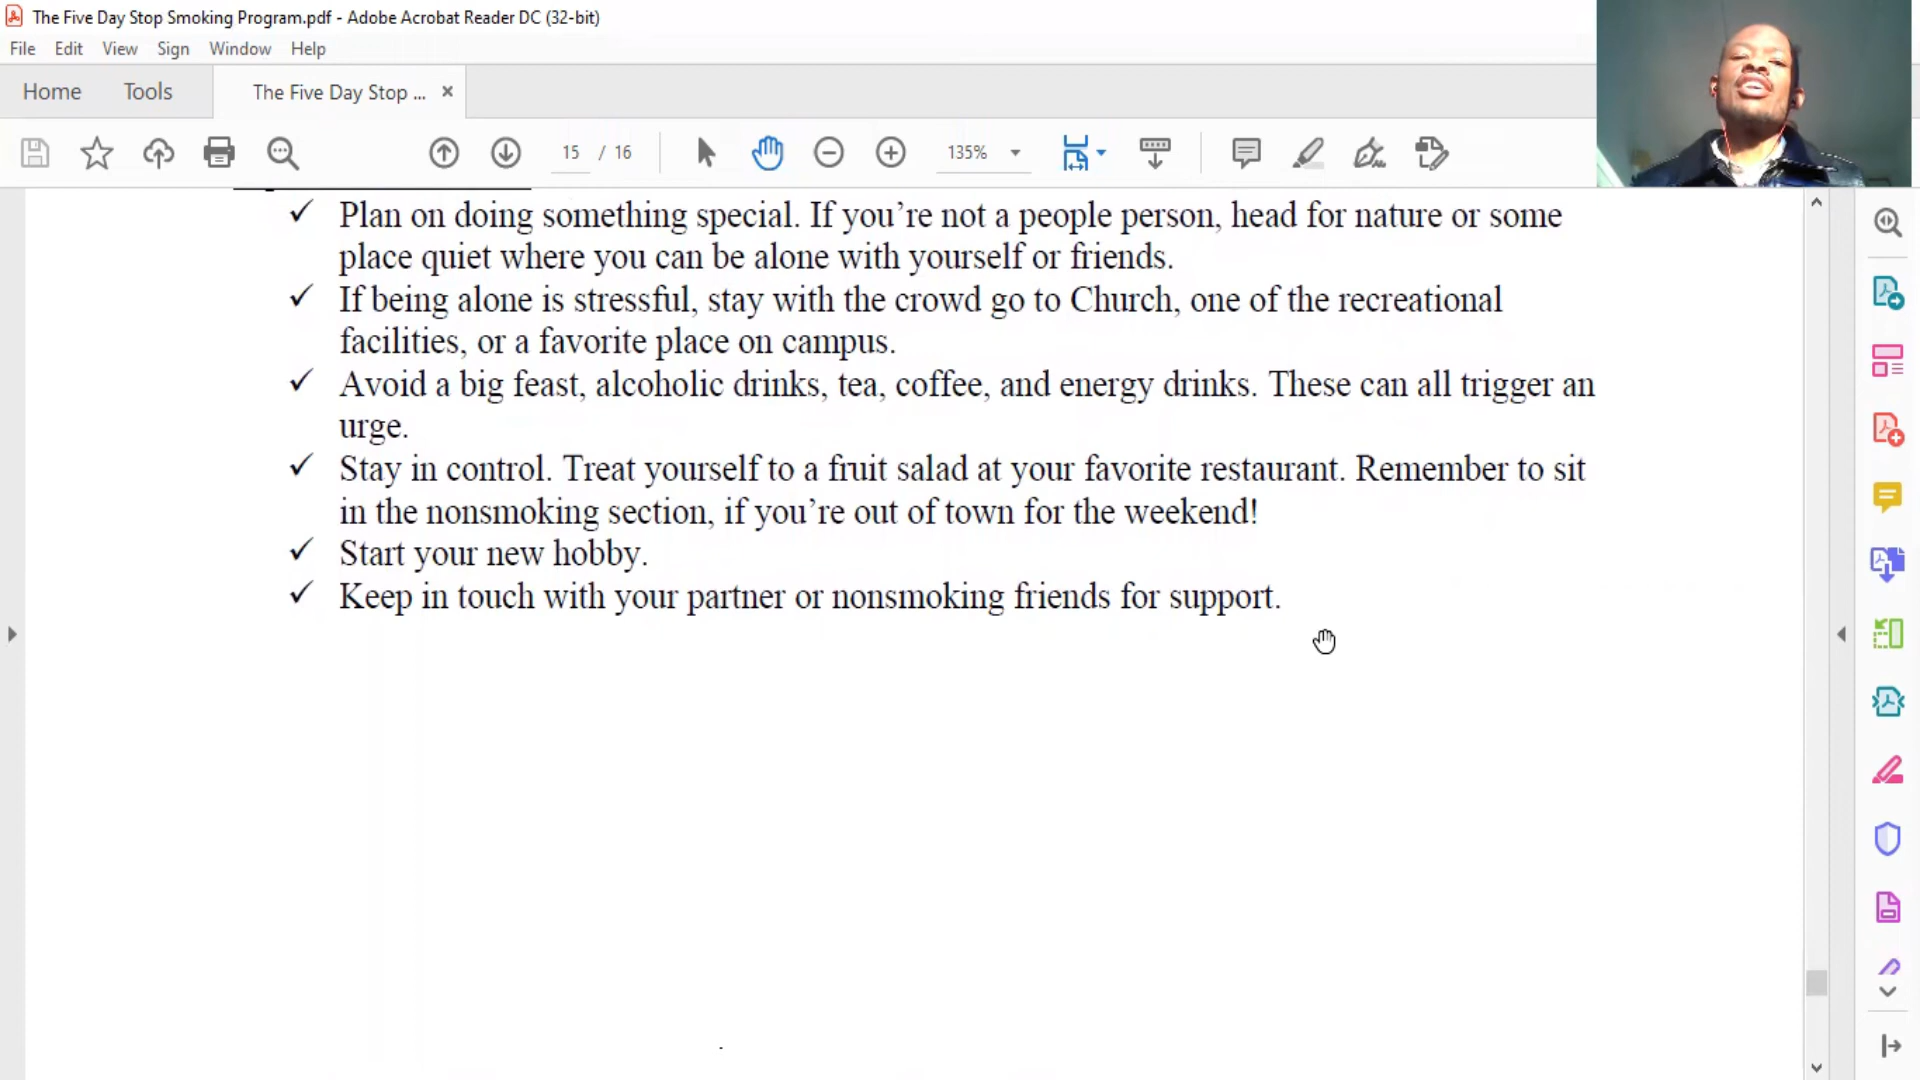 The Five Day Stop Smoking Program.pdf - Adobe Acrobat Reader DC (32-bit)
File Edit View Sign Window Help
Home Tools The Five Day Stop ... ×
15 / 16 135%
✓ Plan on doing something special. If you’re not a people person, head for nature or some
place quiet where you can be alone with yourself or friends.
✓ If being alone is stressful, stay with the crowd go to Church, one of the recreational
facilities, or a favorite place on campus.
✓ Avoid a big feast, alcoholic drinks, tea, coffee, and energy drinks. These can all trigger an
urge.
✓ Stay in control. Treat yourself to a fruit salad at your favorite restaurant. Remember to sit
in the nonsmoking section, if you’re out of town for the weekend!
✓ Start your new hobby.
✓ Keep in touch with your partner or nonsmoking friends for support.